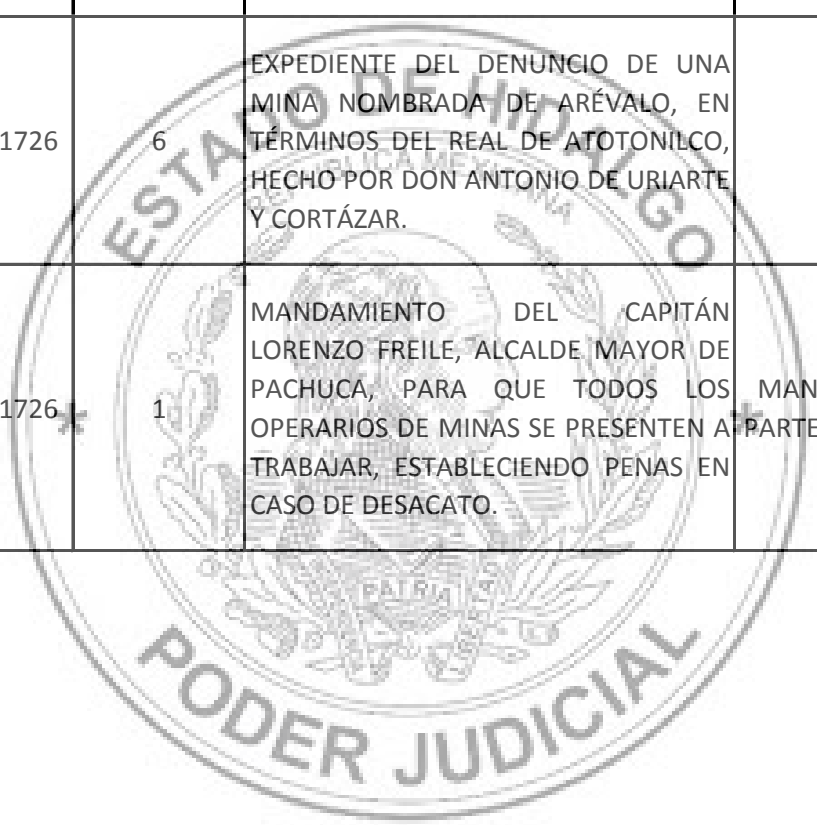 EXPEDIENTE DEL DENUNCIO DE UNA
MINA NOMBRADA DE ARÉVALO, EN
1726 6 TÉRMINOS DEL REAL DE ATOTONILCO,
HECHO POR DON ANTONIO DE URIARTE
Y CORTÁZAR.
MANDAMIENTO DEL CAPITÁN
LORENZO FREILE, ALCALDE MAYOR DE
PACHUCA, PARA QUE TODOS LOS MAN
1726 1 OPERARIOS DE MINAS SE PRESENTEN A PARTE
TRABAJAR, ESTABLECIENDO PENAS EN
CASO DE DESACATO.
ESTADO DE HIDALGO
REPUBLICA MEXICANA
PATRIA
LIBERTAD
PODER JUDICIAL